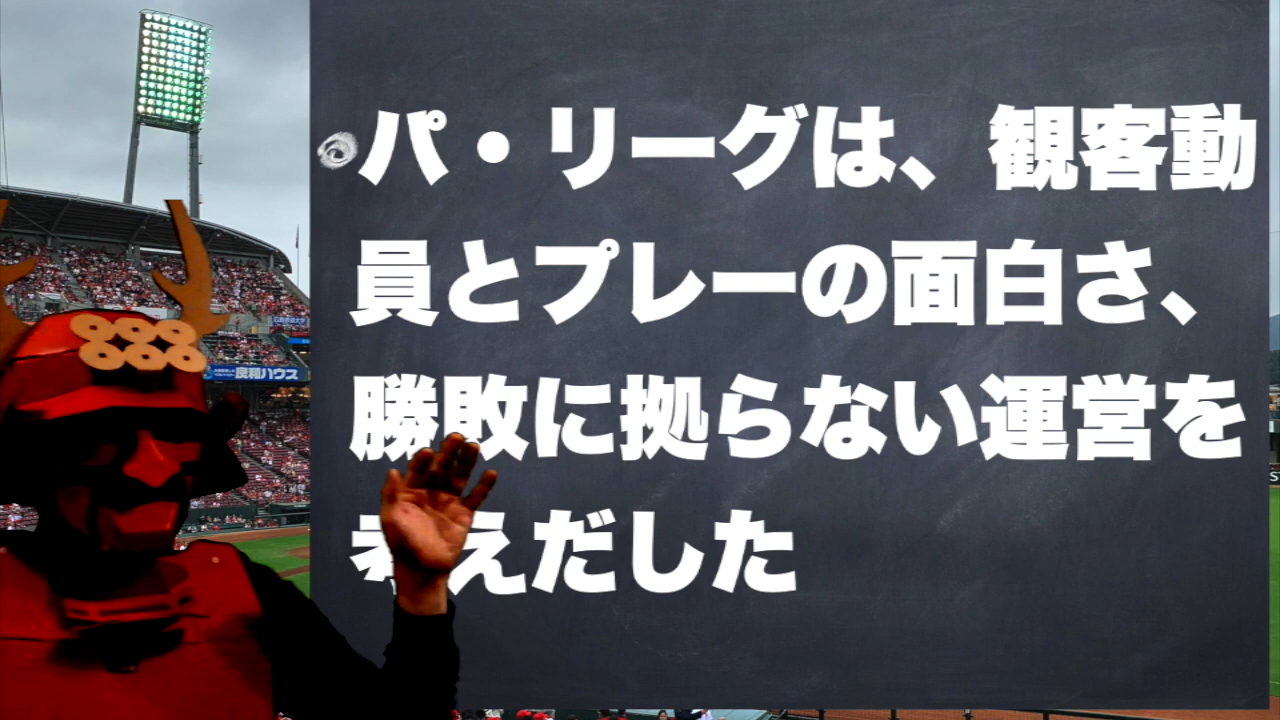 パ・リーグは、観客動
員とプレーの面白さ、
勝敗に拠らない運営を
考えだした
良和ハウス